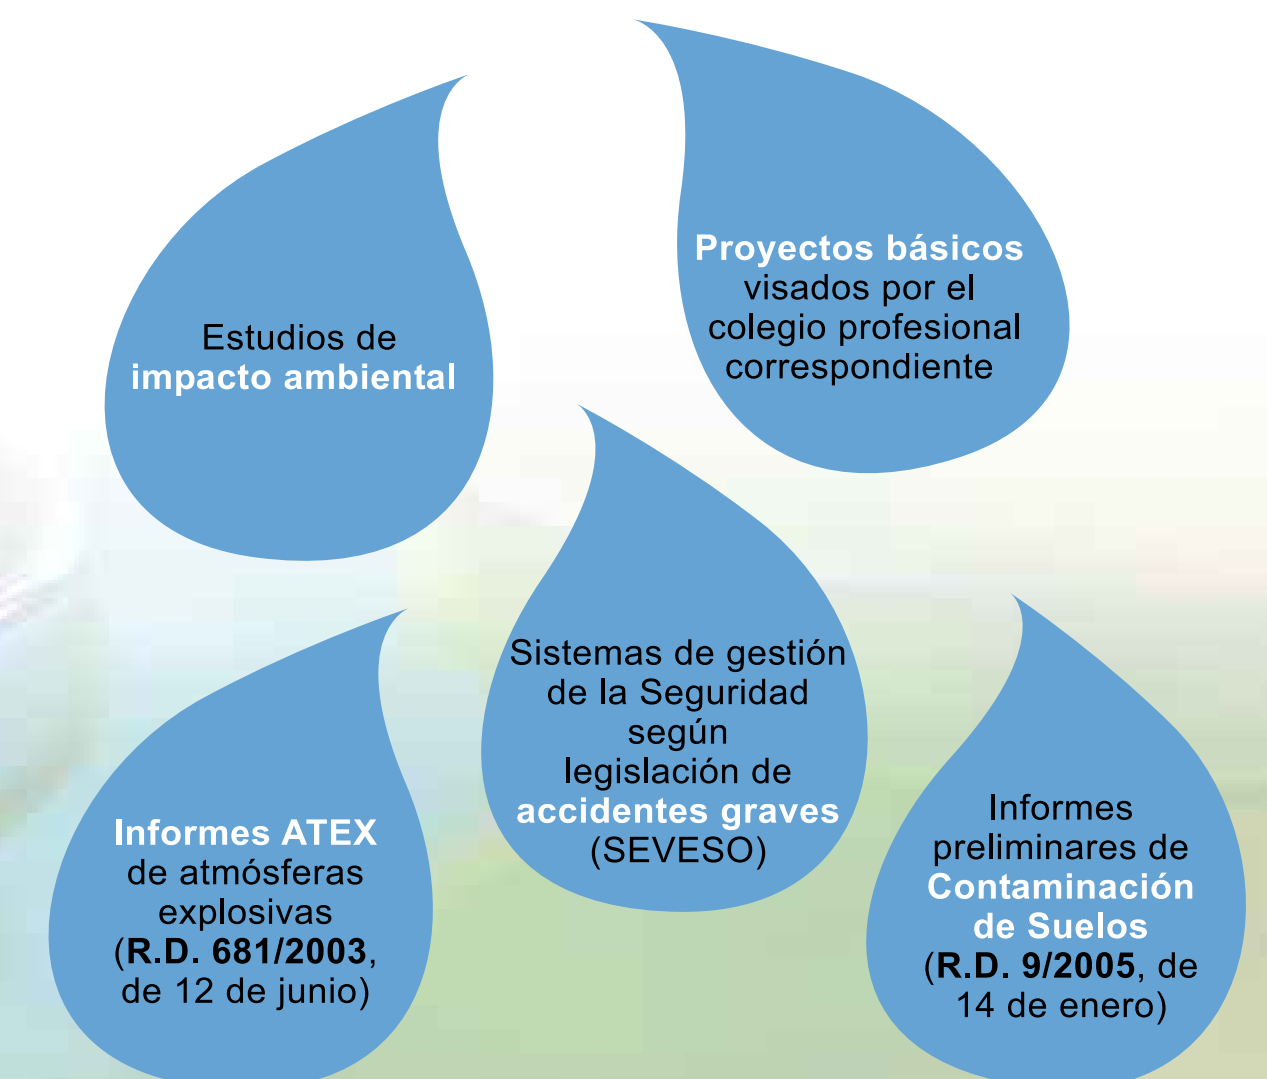 Estudios de
impacto ambiental
Proyectos básicos
visados por el
colegio profesional
correspondiente
Sistemas de gestión
de la Seguridad
según
legislación de
accidentes graves
(SEVESO)
Informes ATEX
de atmósferas
explosivas
(R.D. 681/2003,
de 12 de junio)
Informes
preliminares de
Contaminación
de Suelos
(R.D. 9/2005, de
14 de enero)